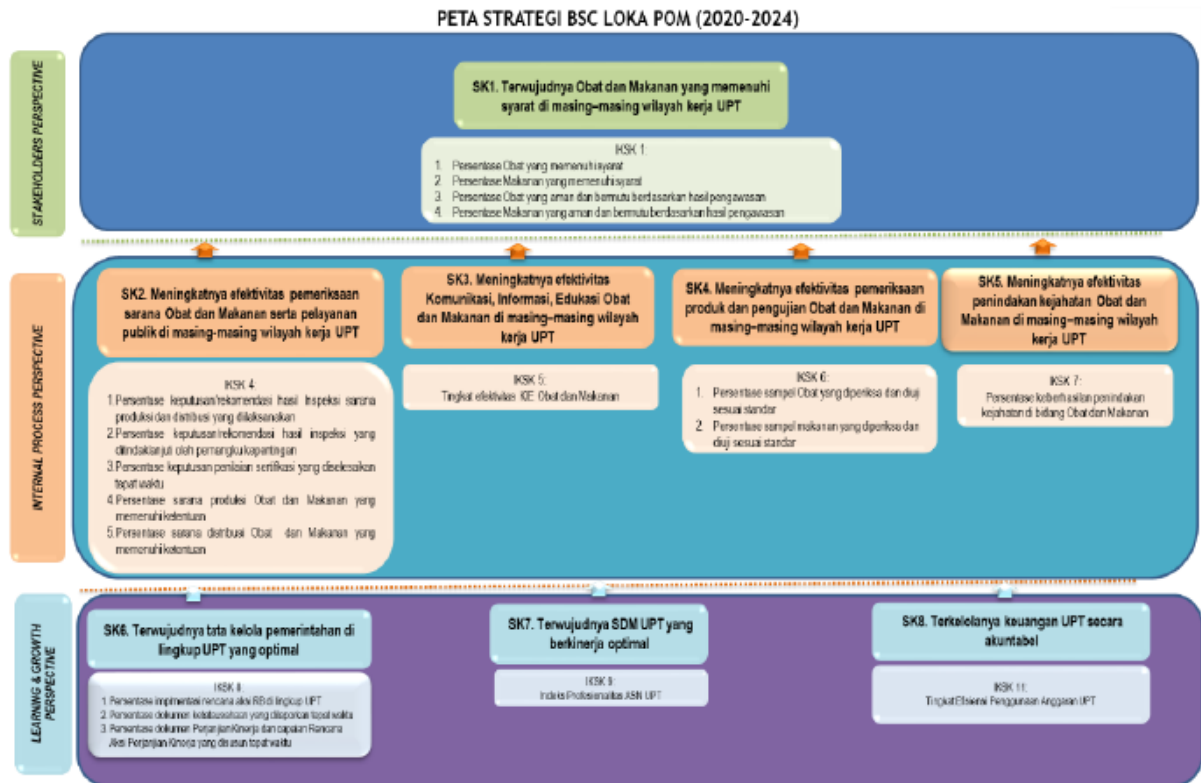 PETA STRATEGI BSC LOKA POM (2020-2024)
STAKEHOLDERS PERSPECTIVE
SK1. Terwujudnya Obat dan Makanan yang memenuhi
syarat di masing–masing wilayah kerja UPT
IKSK 1:
1. Persentase Obat yang memenuhi syarat
2. Persentase Makanan yang memenuhi syarat
3. Persentase Obat yang aman dan bermutu berdasarkan hasil pengawasan
4. Persentase Makanan yang aman dan bermutu berdasarkan hasil pengawasan
INTERNAL PROCESS PERSPECTIVE
SK2. Meningkatnya efektivitas pemeriksaan
sarana Obat dan Makanan serta pelayanan
publik di masing-masing wilayah kerja UPT
IKSK 4:
1. Persentase keputusan/rekomendasi hasil Inspeksi sarana
produksi dan distribusi yang dilaksanakan
2. Persentase keputusan/rekomendasi hasil inspeksi yang
ditindaklanjuti oleh pemangku kepentingan
3. Persentase keputusan penilaian sertifikasi yang diselesaikan
tepat waktu
4. Persentase sarana produksi Obat dan Makanan yang
memenuhi ketentuan
5. Persentase sarana distribusi Obat dan Makanan yang
memenuhi ketentuan
SK3. Meningkatnya efektivitas
Komunikasi, Informasi, Edukasi Obat
dan Makanan di masing–masing wilayah
kerja UPT
IKSK 5:
Tingkat efektivitas KIE Obat dan Makanan
SK4. Meningkatnya efektivitas pemeriksaan
produk dan pengujian Obat dan Makanan di
masing–masing wilayah kerja UPT
IKSK 6:
1. Persentase sampel Obat yang diperiksa dan diuji
sesuai standar
2. Persentase sampel makanan yang diperiksa dan
diuji sesuai standar
SK5. Meningkatnya efektivitas
penindakan kejahatan Obat dan
Makanan di masing–masing wilayah
kerja UPT
IKSK 7:
Persentase keberhasilan penindakan
kejahatan di bidang Obat dan Makanan
LEARNING & GROWTH
PERSPECTIVE
SK6. Terwujudnya tata kelola pemerintahan di
lingkup UPT yang optimal
IKSK 8:
1. Persentase implmentasi rencana aksi RB di lingkup UPT
2. Persentase dokumen ketatausahaan yang dilaporkan tepat waktu
3. Persentase dokumen Perjanjian Kinerja dan capaian Rencana
Aksi Perjanjian Kinerja yang disusun tepat waktu
SK7. Terwujudnya SDM UPT yang
berkinerja optimal
IKSK 9:
Indeks Profesionalitas ASN UPT
SK8. Terkelolanya keuangan UPT secara
akuntabel
IKSK 11:
Tingkat Efisiensi Penggunaan Anggaran UPT